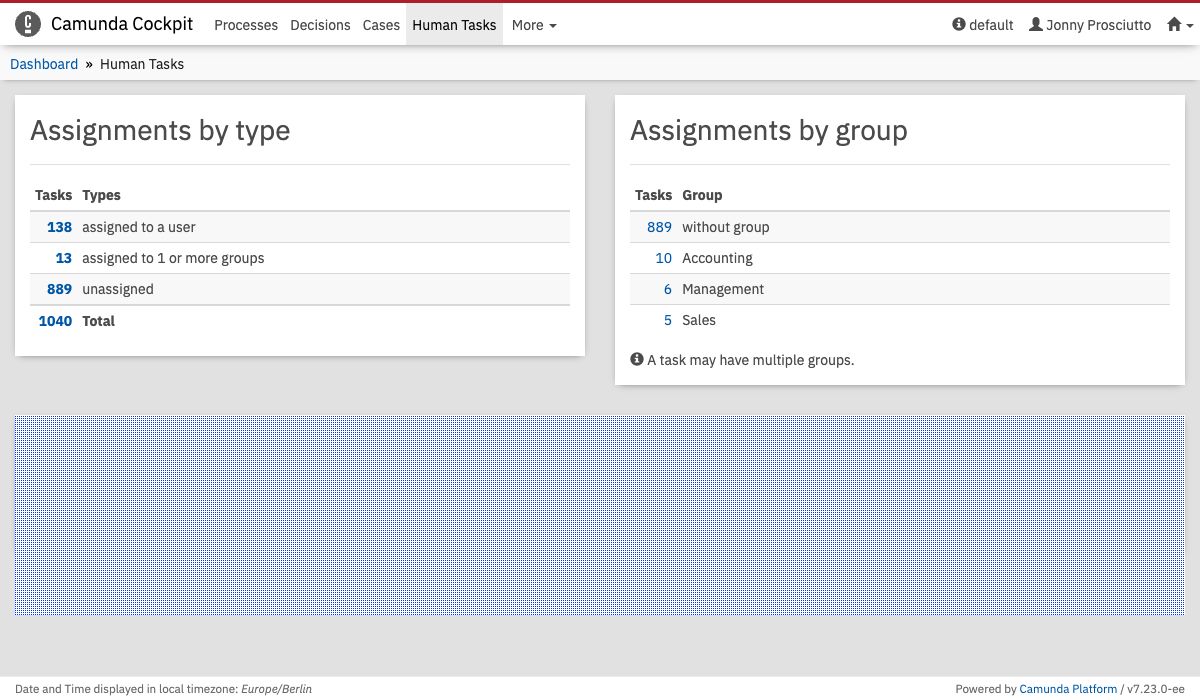 Camunda Cockpit Processes Decisions Cases Human Tasks More default Jonny Prosciutto
Dashboard » Human Tasks
Assignments by type
Tasks Types
138 assigned to a user
13 assigned to 1 or more groups
889 unassigned
1040 Total
Assignments by group
Tasks Group
889 without group
10 Accounting
6 Management
5 Sales
A task may have multiple groups.
Date and Time displayed in local timezone: Europe/Berlin
Powered by Camunda Platform / v7.23.0-ee